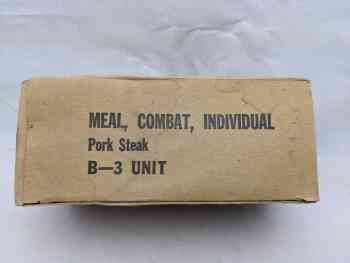 MEAL, COMBAT, INDIVIDUAL
Pork Steak
B—3 UNIT